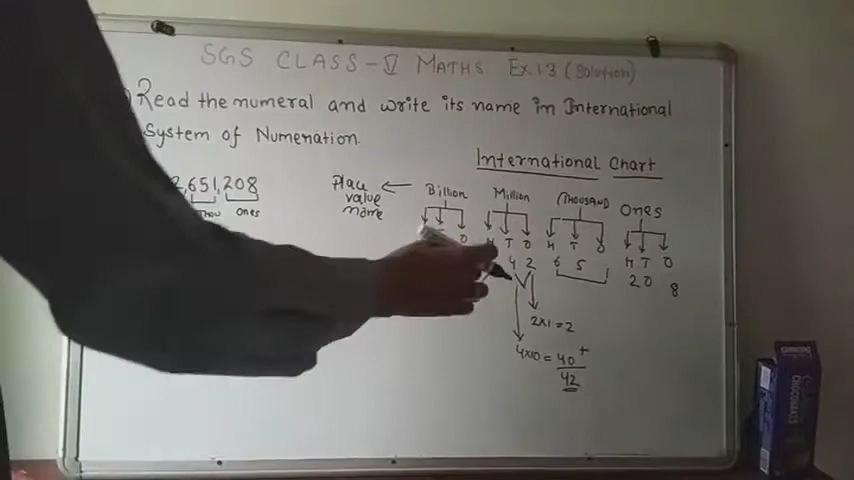 SGS CLASS-V MATHS Ex.13 (Solution)
Read the numeral and write its name in International
System of Numeration.
International Chart
2,651,208
Thou Ones
Place value name
Billion Million THOUSAND ONES
O H T O H T O H T O
4 2 6 5 2 0 8
2x1=2
4x10=40+
42
CHOCOLATE